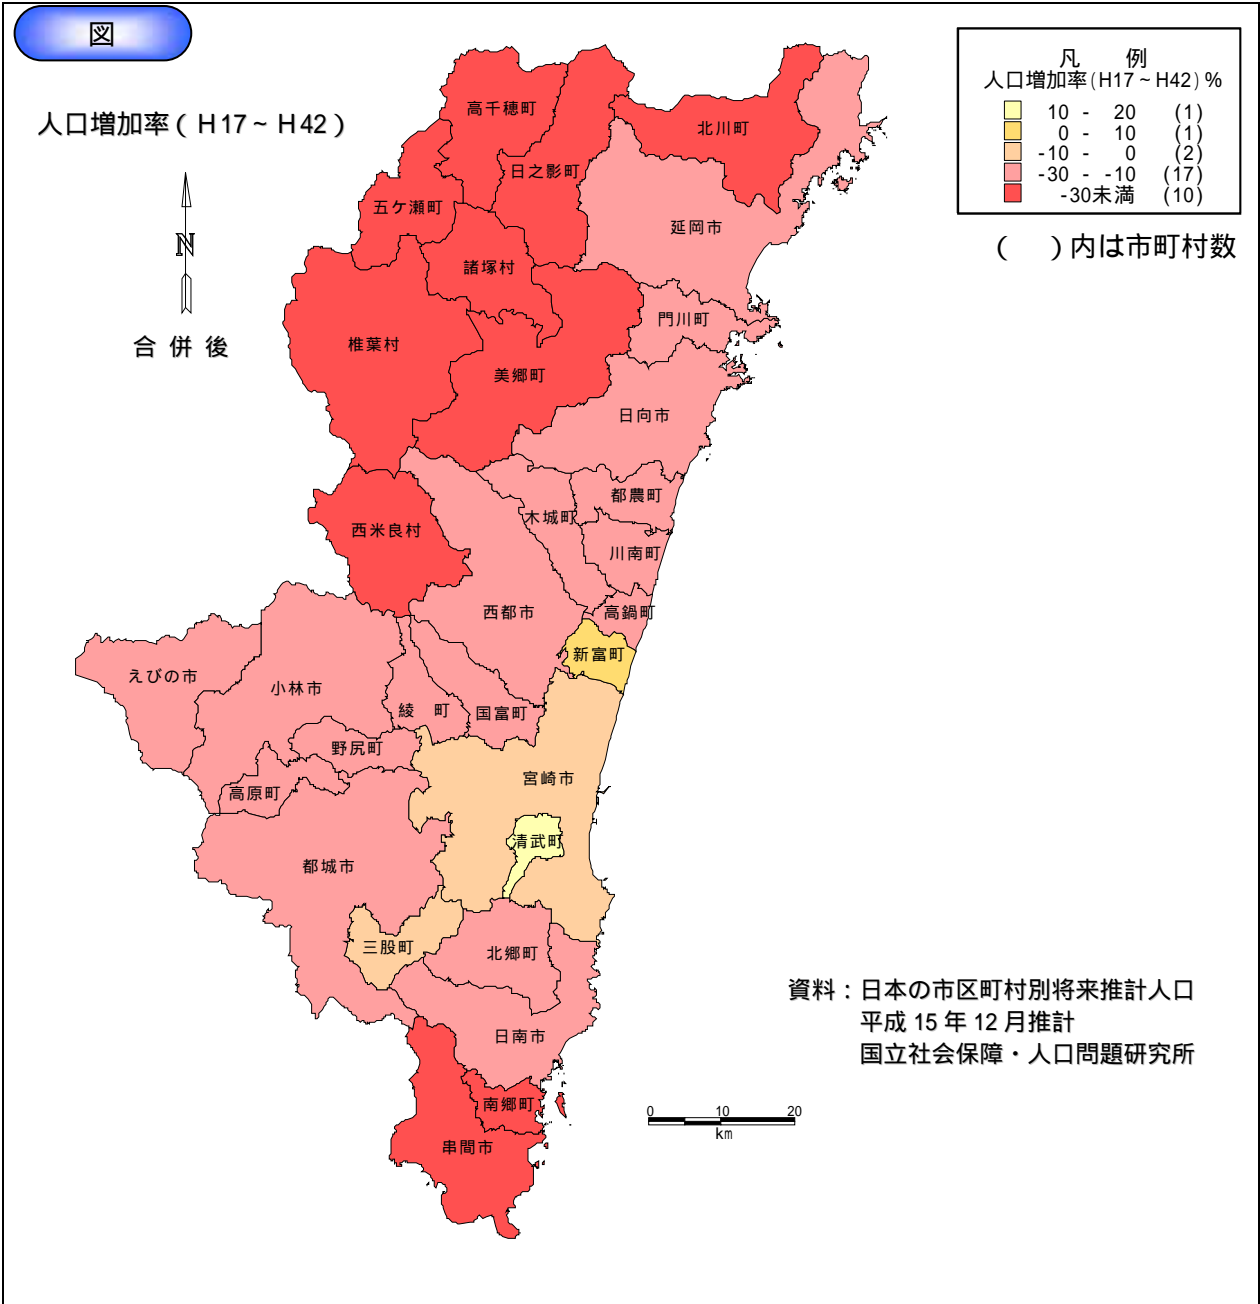 図
人口増加率（H17～H42）
N
合併後
凡 例
人口増加率(H17～H42)％
10 - 20 (1)
0 - 10 (1)
-10 - 0 (2)
-30 - -10 (17)
-30未満 (10)
（ ）内は市町村数
高千穂町
北川町
日之影町
五ケ瀬町
延岡市
諸塚村
門川町
椎葉村
美郷町
日向市
都農町
木城町
西米良村
川南町
西都市
高鍋町
新富町
えびの市
小林市
綾 町
国富町
野尻町
宮崎市
高原町
清武町
都城市
三股町
北郷町
日南市
南郷町
串間市
資料：日本の市区町村別将来推計人口
平成15年12月推計
国立社会保障・人口問題研究所
0 10 20
km